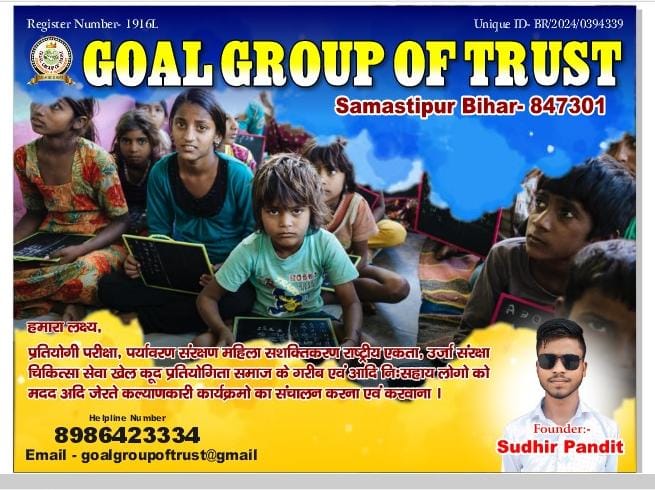 Register Number- 1916L
Unique ID- BR/2024/0394339
GOAL GROUP OF TRUST
Samastipur Bihar- 847301
हमारा लक्ष्य,
प्रतियोगी परीक्षा, पर्यावरण संरक्षण महिला सशक्तिकरण राष्ट्रीय एकता, उर्जा संरक्षा
चिकित्सा सेवा खेल कूद प्रतियोगिता समाज के गरीब एवं आदि निःसहाय लोगो को
मदद अदि जेरते कल्याणकारी कार्यक्रमो का संचालन करना एवं करवाना ।
Helpline Number
8986423334
Email - goalgroupoftrust@gmail
Founder:-
Sudhir Pandit